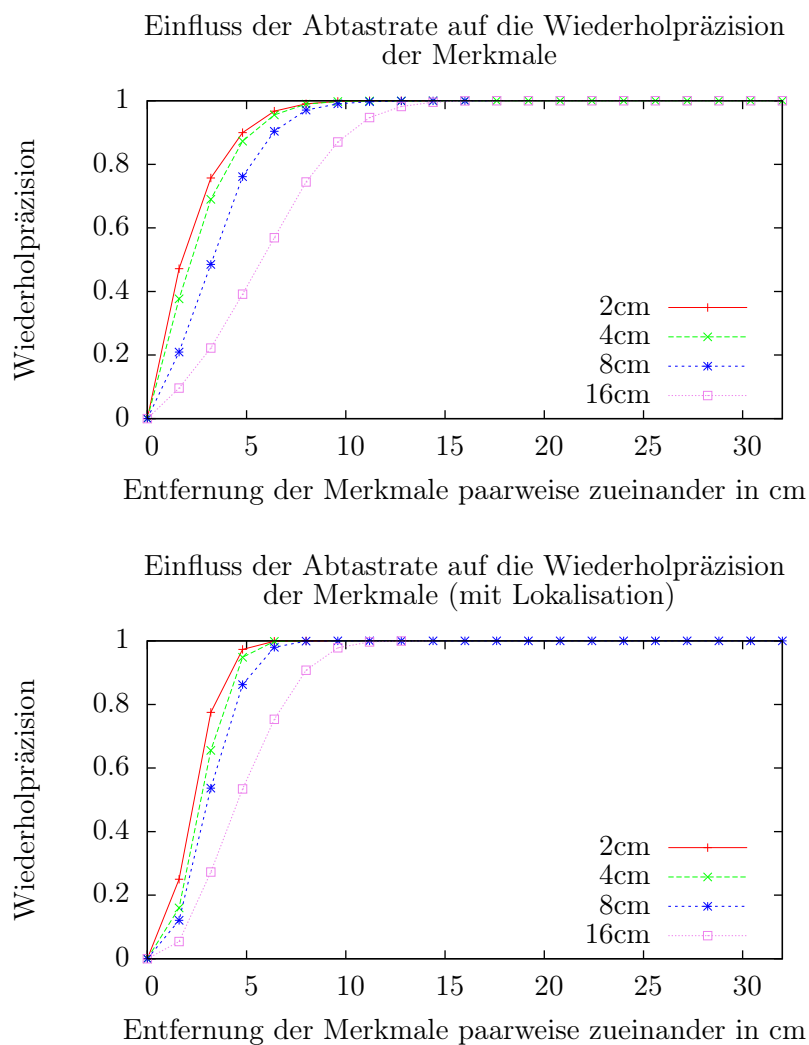 Einfluss der Abtastrate auf die Wiederholpräzision
der Merkmale
1
0.8
0.6
0.4
0.2
0
Wiederholpräzision
2cm
4cm
8cm
16cm
0 5 10 15 20 25 30
Entfernung der Merkmale paarweise zueinander in cm
Einfluss der Abtastrate auf die Wiederholpräzision
der Merkmale (mit Lokalisation)
1
0.8
0.6
0.4
0.2
0
Wiederholpräzision
2cm
4cm
8cm
16cm
0 5 10 15 20 25 30
Entfernung der Merkmale paarweise zueinander in cm